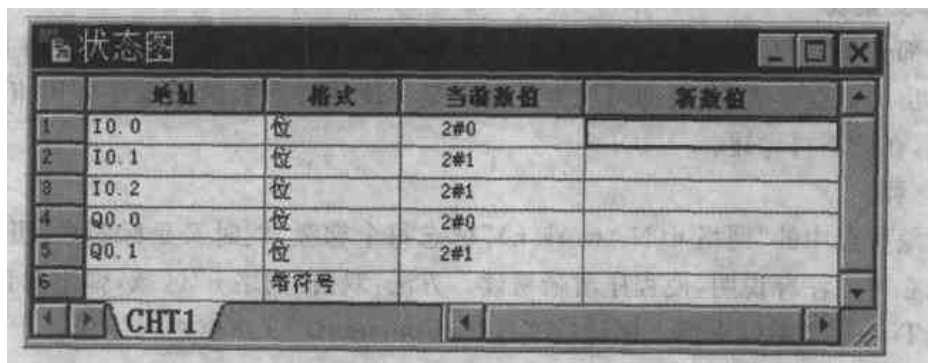 状态图
地址 格式 当前数值 新数值
1 I0.0 位 2#0
2 I0.1 位 2#1
3 I0.2 位 2#1
4 Q0.0 位 2#0
5 Q0.1 位 2#1
6 带符号
CHT1